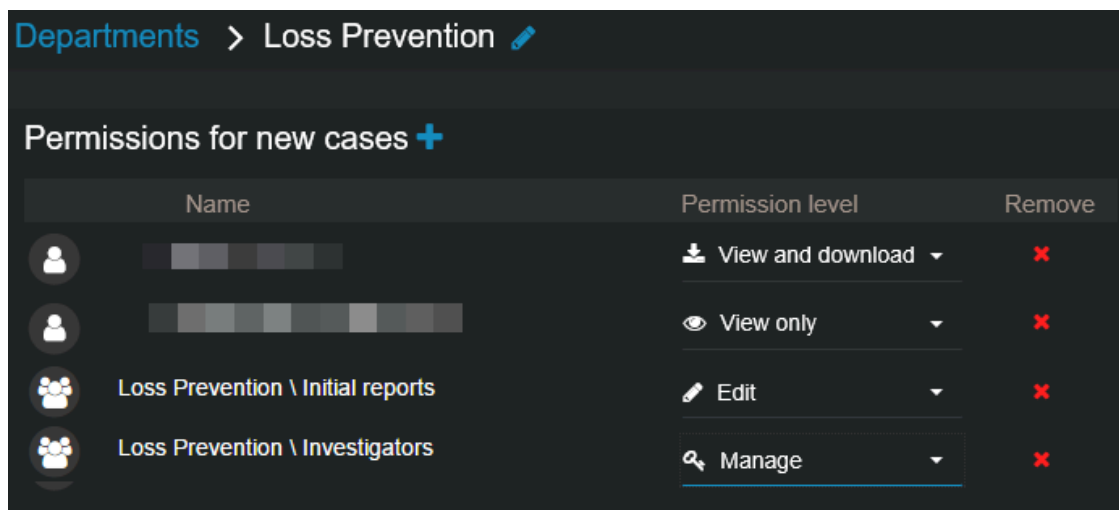 Departments > Loss Prevention
Permissions for new cases
Name Permission level Remove
View and download
View only
Loss Prevention \ Initial reports Edit
Loss Prevention \ Investigators Manage